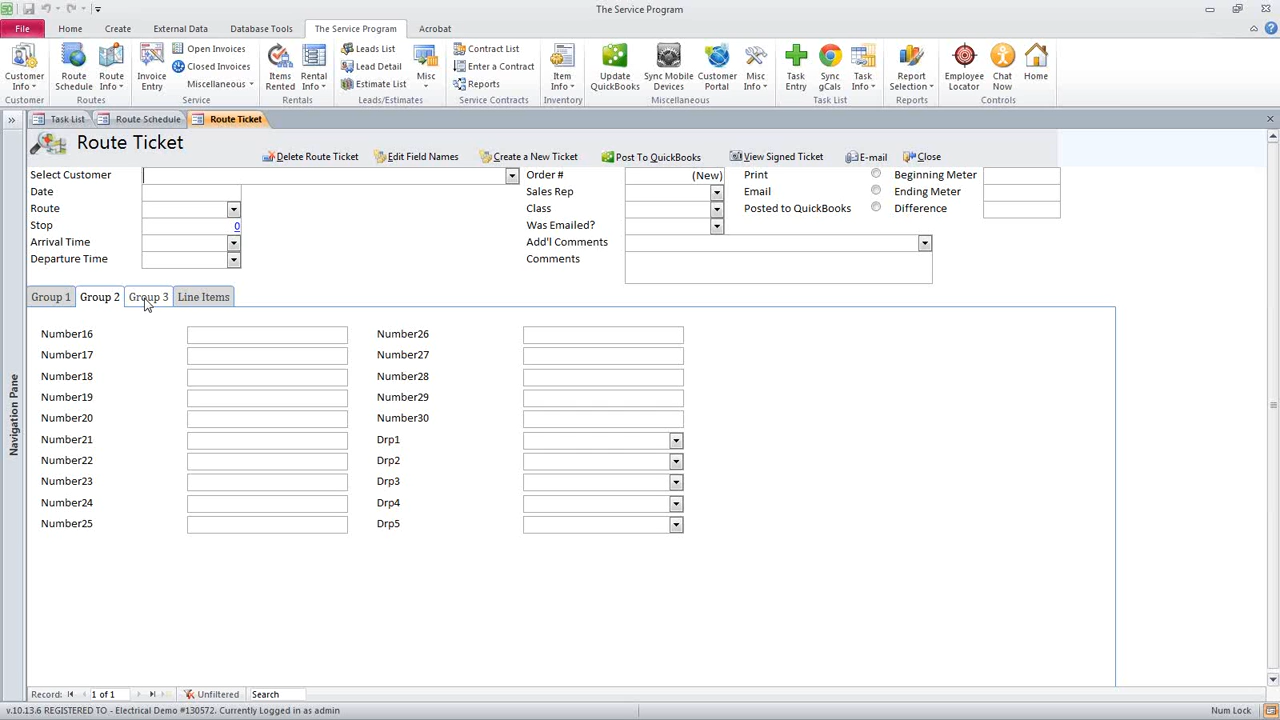 The Service Program
File Home Create External Data Database Tools The Service Program Acrobat
Customer Info
Route Schedule
Route Info
Invoice Entry
Open Invoices
Closed Invoices
Miscellaneous
Items Rented
Rental Info
Leads List
Lead Detail
Estimate List
Misc
Contract List
Enter a Contract
Reports
Item Info
Update QuickBooks
Sync Mobile Devices
Customer Portal
Misc Info
Task Entry
Sync gCals
Task Info
Report Selection
Employee Locator
Chat Now
Home
Customer Routes Service Rentals Leads/Estimates Service Contracts Inventory Miscellaneous Task List Reports Controls
Task List Route Schedule Route Ticket
Route Ticket
Delete Route Ticket Edit Field Names Create a New Ticket Post To QuickBooks View Signed Ticket E-mail Close
Select Customer Order # (New) Print Beginning Meter
Date Sales Rep Email Ending Meter
Route Class Posted to QuickBooks Difference
Stop 0 Was Emailed?
Arrival Time Add'l Comments
Departure Time Comments
Group 1 Group 2 Group 3 Line Items
Number16 Number26
Number17 Number27
Number18 Number28
Number19 Number29
Number20 Number30
Number21 Drp1
Number22 Drp2
Number23 Drp3
Number24 Drp4
Number25 Drp5
Navigation Pane
Record: 1 of 1 Unfiltered Search
v.10.13.6 REGISTERED TO - Electrical Demo #130572. Currently Logged in as admin Num Lock